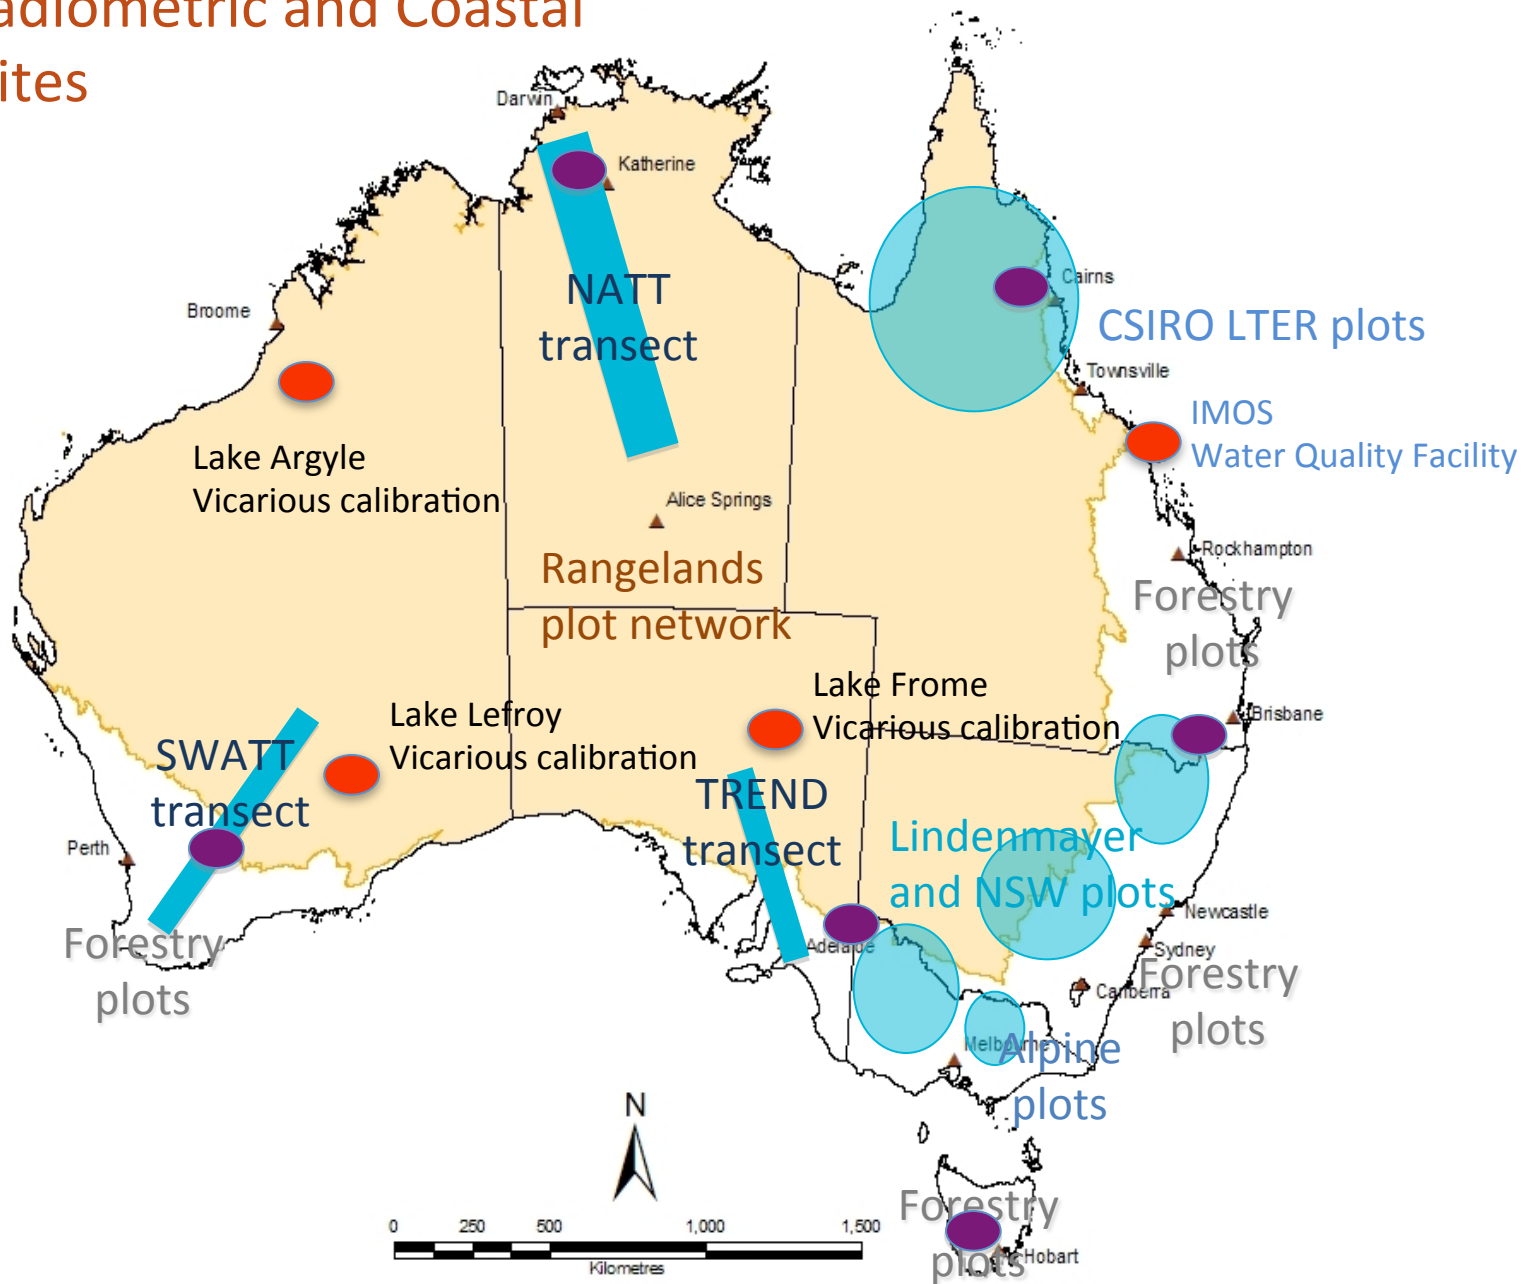 adiometric and Coastal
ites
Darwin
Katherine
NATT
transect
Cairns
CSIRO LTER plots
Broome
Townsville
IMOS
Water Quality Facility
Lake Argyle
Vicarious calibration
Alice Springs
Rockhampton
Rangelands
plot network
Forestry
plots
Lake Frome
Vicarious calibration
Brisbane
Lake Lefroy
Vicarious calibration
SWATT
transect
TREND
transect
Perth
Lindenmayer
and NSW plots
Newcastle
Adelaide
Sydney
Forestry
plots
Canberra
Forestry
plots
Melbourne
Alpine
plots
N
0 250 500 1,000 1,500
Kilometres
Forestry
plots
Hobart